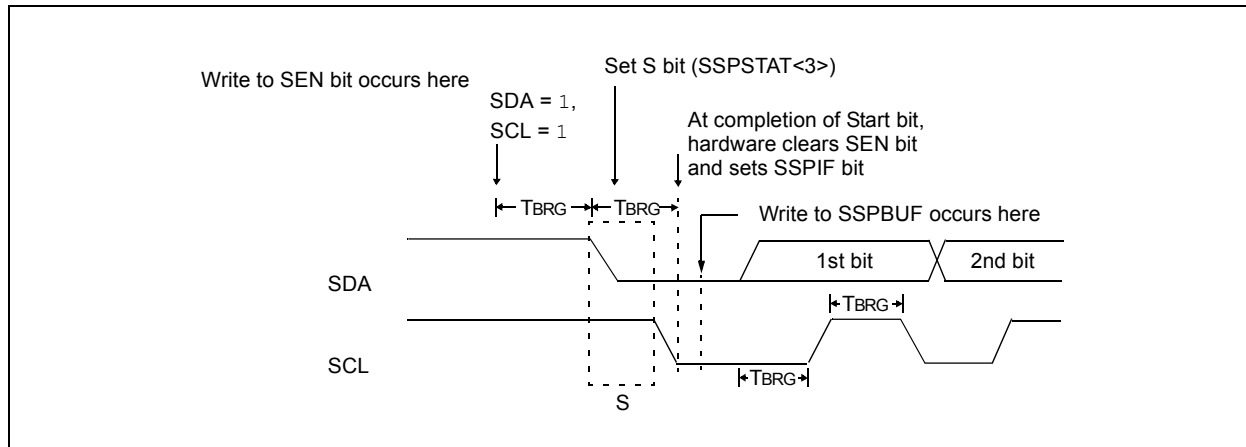 Write to SEN bit occurs here
Set S bit (SSPSTAT<3>)
SDA = 1,
SCL = 1
At completion of Start bit,
hardware clears SEN bit
and sets SSPIF bit
TBRG
TBRG
Write to SSPBUF occurs here
SDA
1st bit
2nd bit
TBRG
SCL
TBRG
S